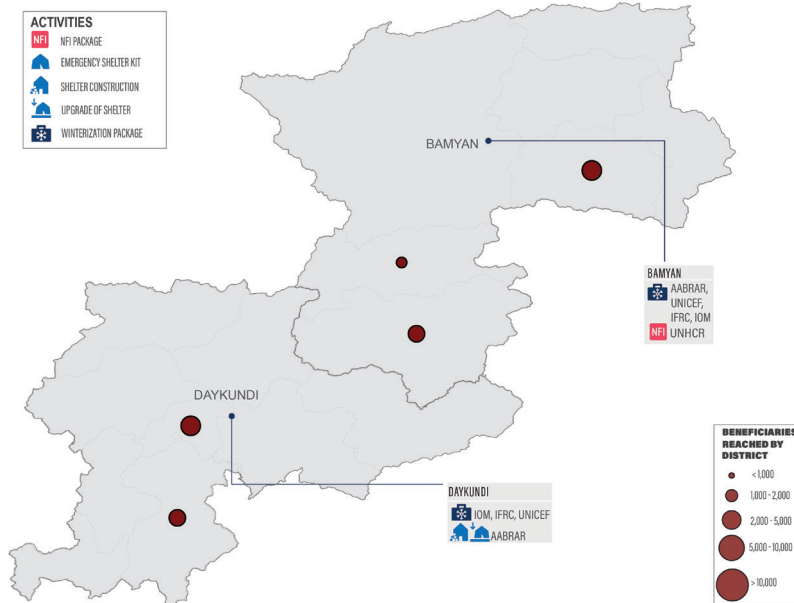 ACTIVITIES
NFI NFI PACKAGE
EMERGENCY SHELTER KIT
SHELTER CONSTRUCTION
UPGRADE OF SHELTER
WINTERIZATION PACKAGE
BAMYAN
BAMYAN
AABRAR,
UNICEF,
IFRC, IOM
NFI UNHCR
DAYKUNDI
DAYKUNDI
IOM, IFRC, UNICEF
AABRAR
BENEFICIARIES
REACHED BY
DISTRICT
< 1,000
1,000 - 2,000
2,000 - 5,000
5,000 - 10,000
> 10,000